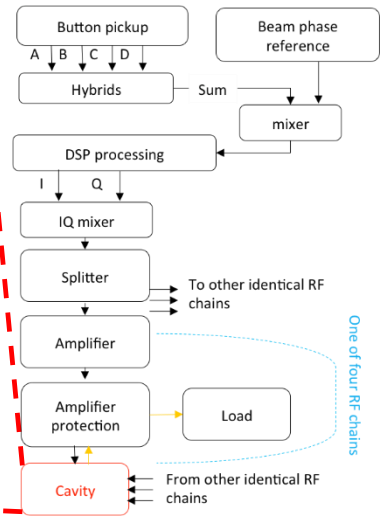 Button pickup
Beam phase
reference
A B C D
Hybrids
Sum
mixer
DSP processing
I Q
IQ mixer
Splitter
To other identical RF
chains
Amplifier
One of four RF chains
Amplifier
protection
Load
Cavity
From other identical RF
chains